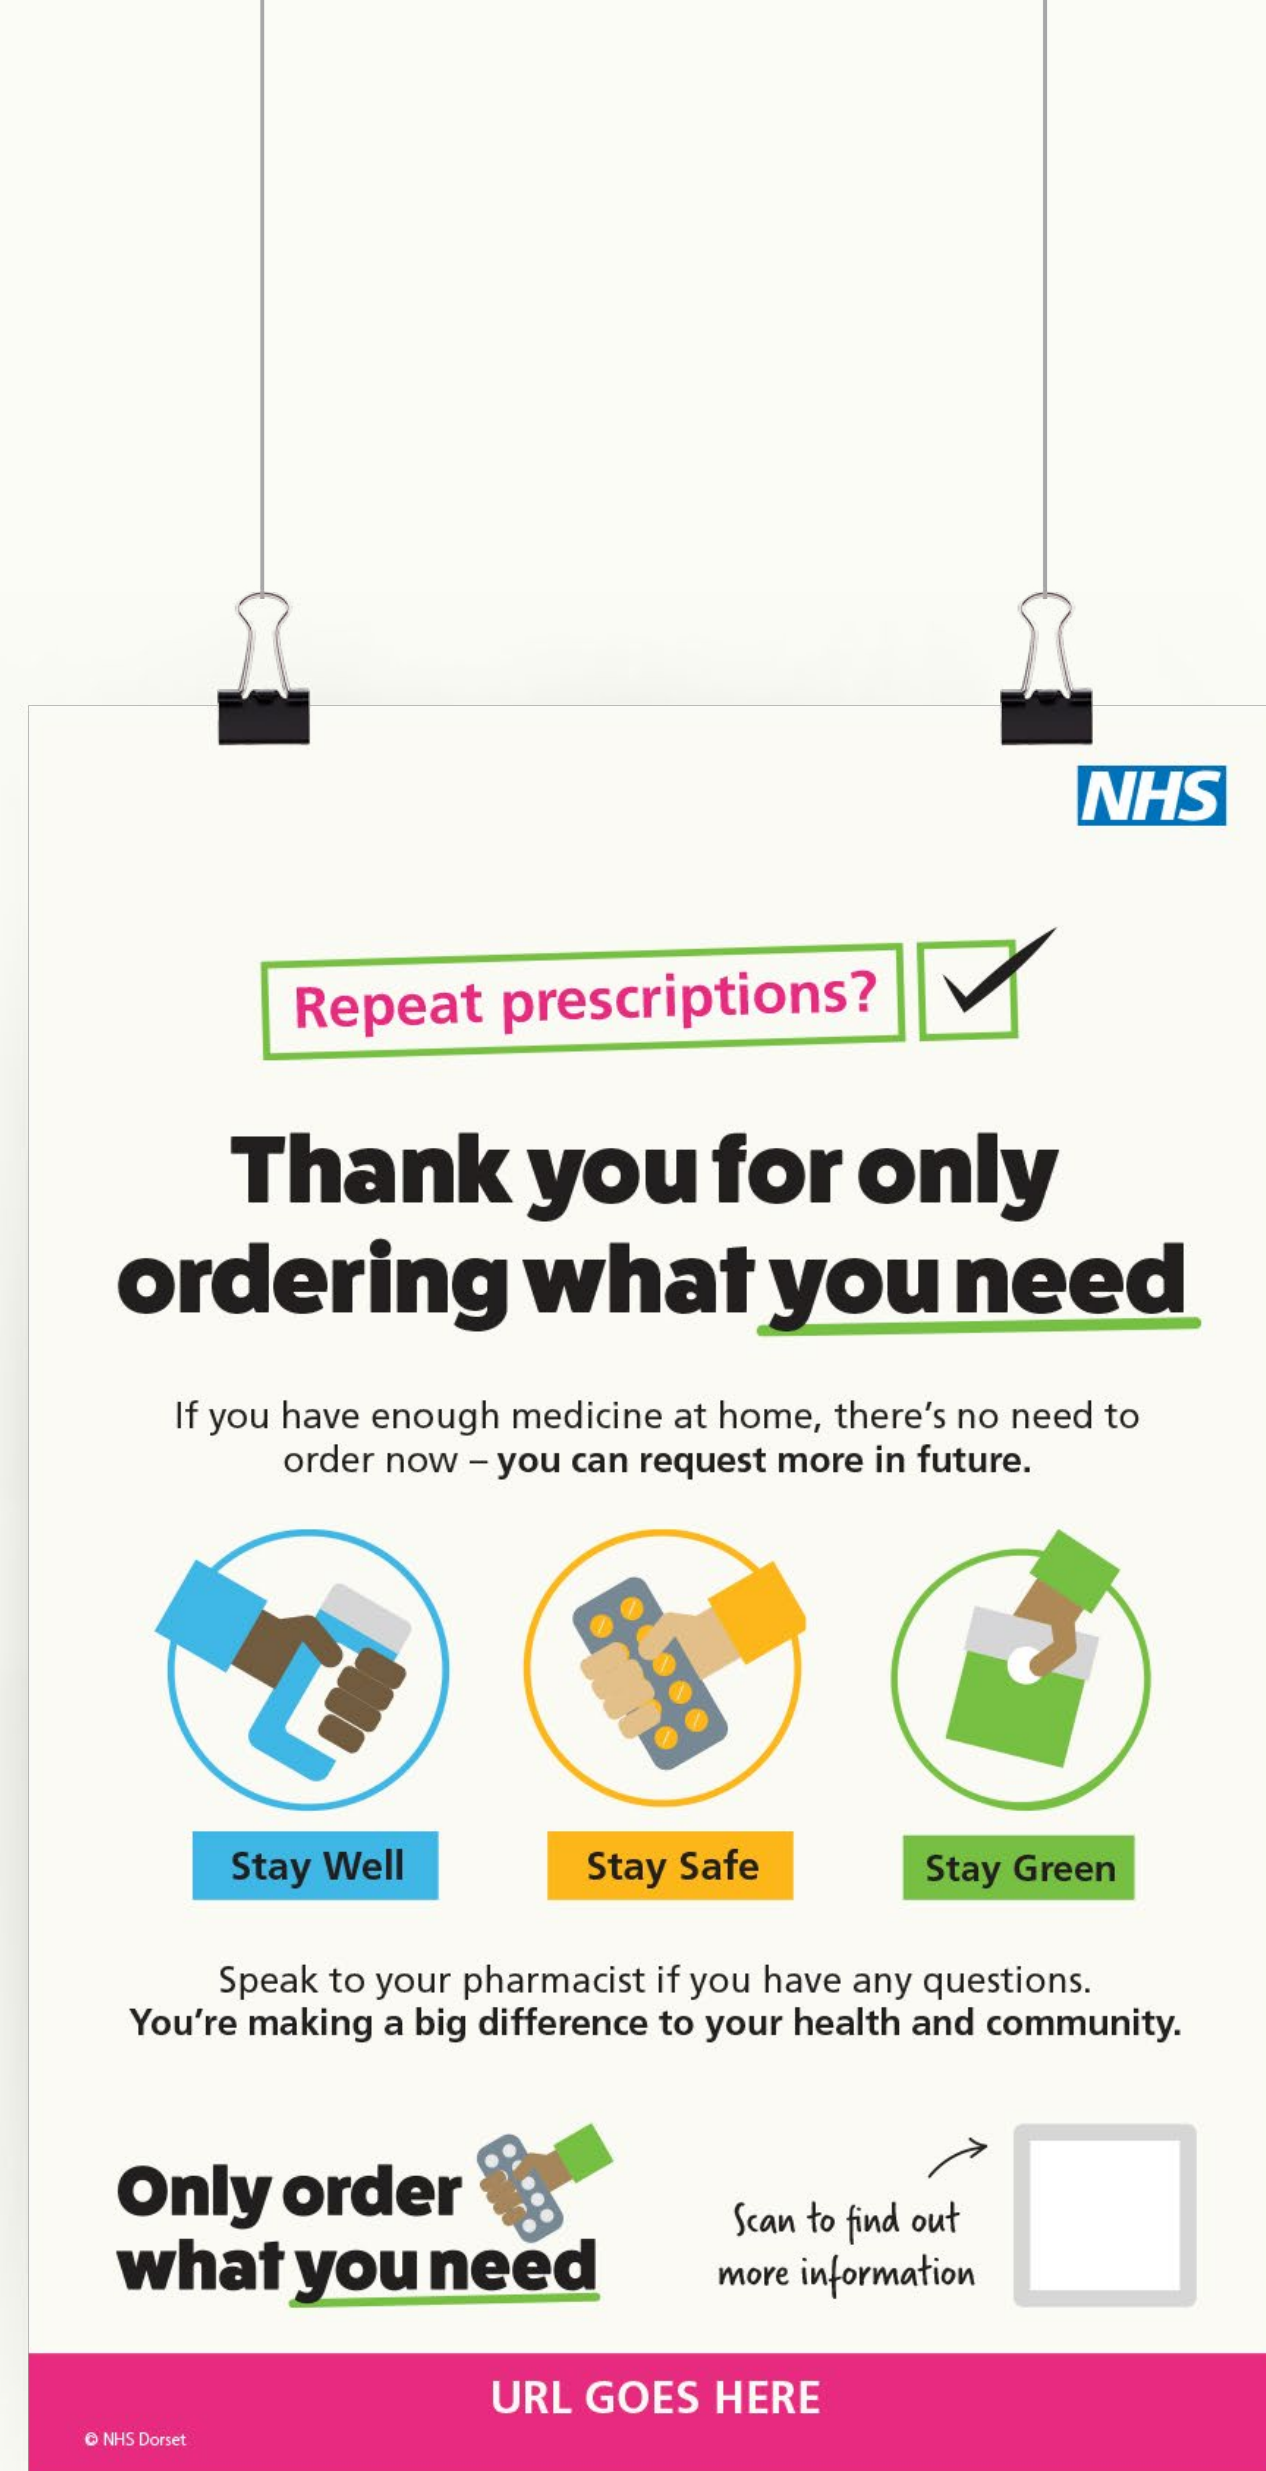 NHS
Repeat prescriptions?
Thank you for only
ordering what you need
If you have enough medicine at home, there's no need to
order now – you can request more in future.
Stay Well
Stay Safe
Stay Green
Speak to your pharmacist if you have any questions.
You're making a big difference to your health and community.
Only order
what you need
Scan to find out
more information
URL GOES HERE
© NHS Dorset